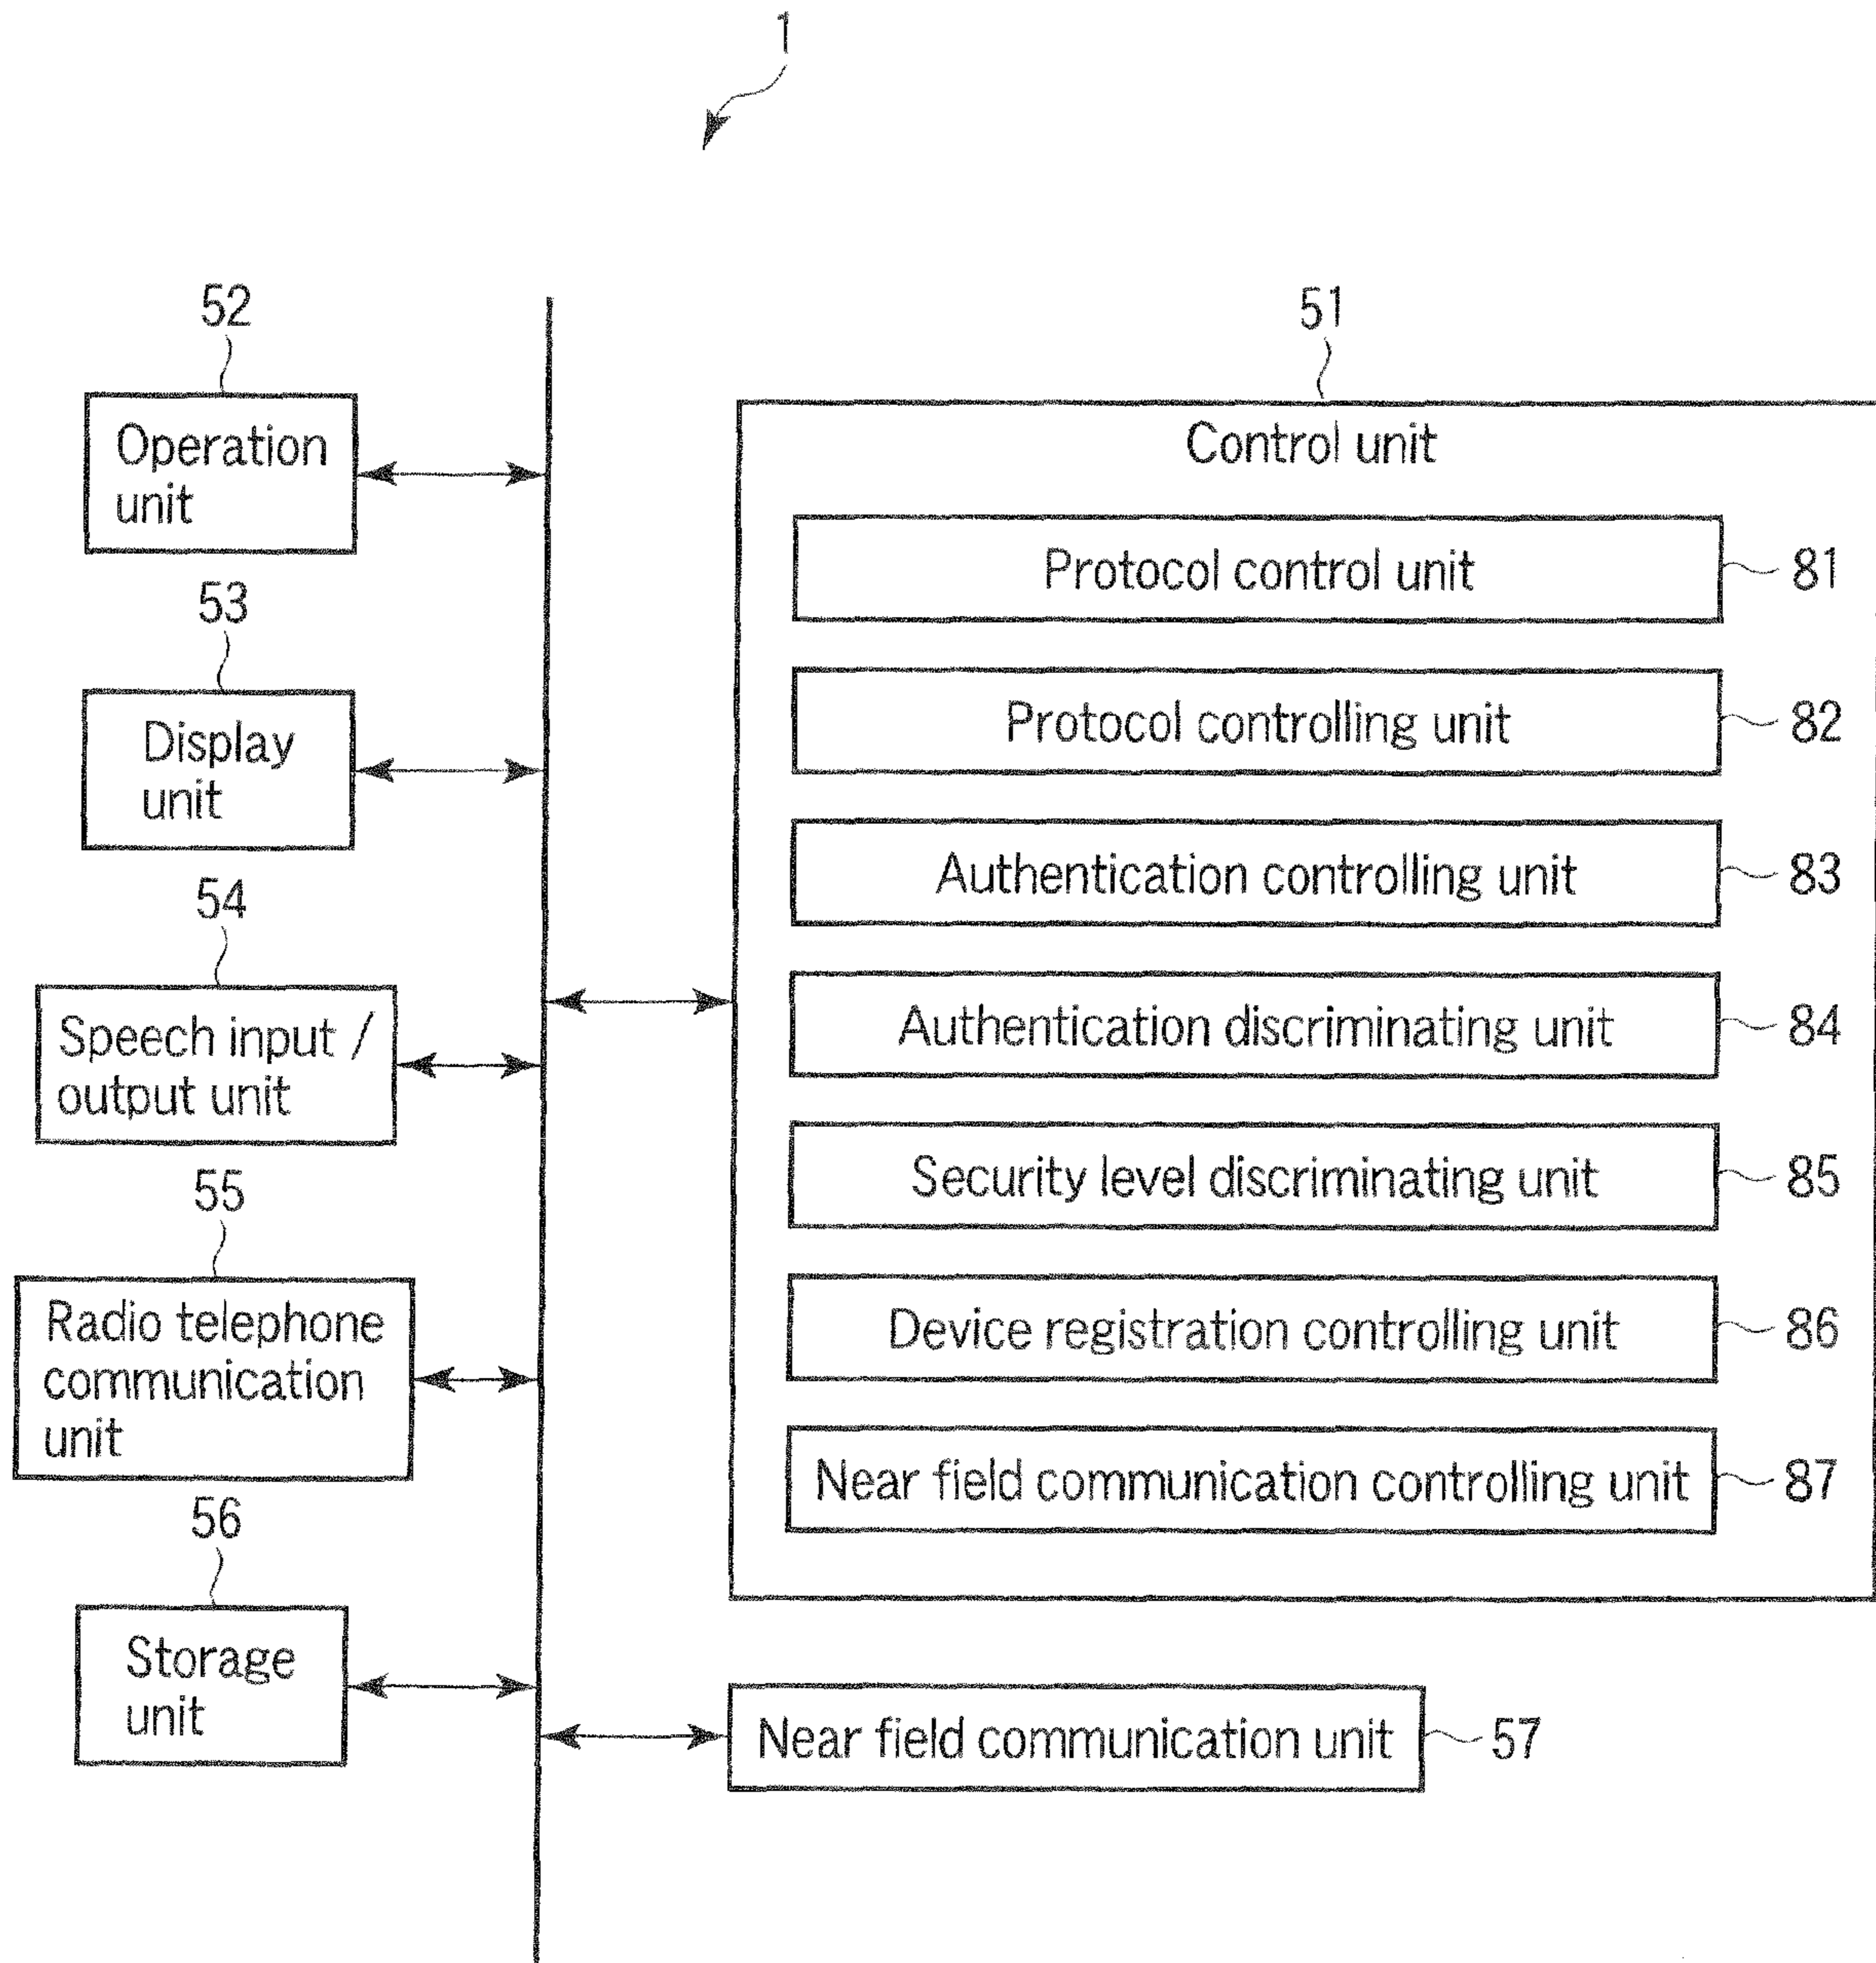 1
52
Operation
unit
53
Display
unit
54
Speech input /
output unit
55
Radio telephone
communication
unit
56
Storage
unit
51
Control unit
Protocol control unit
81
Protocol controlling unit
82
Authentication controlling unit
83
Authentication discriminating unit
84
Security level discriminating unit
85
Device registration controlling unit
86
Near field communication controlling unit
87
Near field communication unit
57